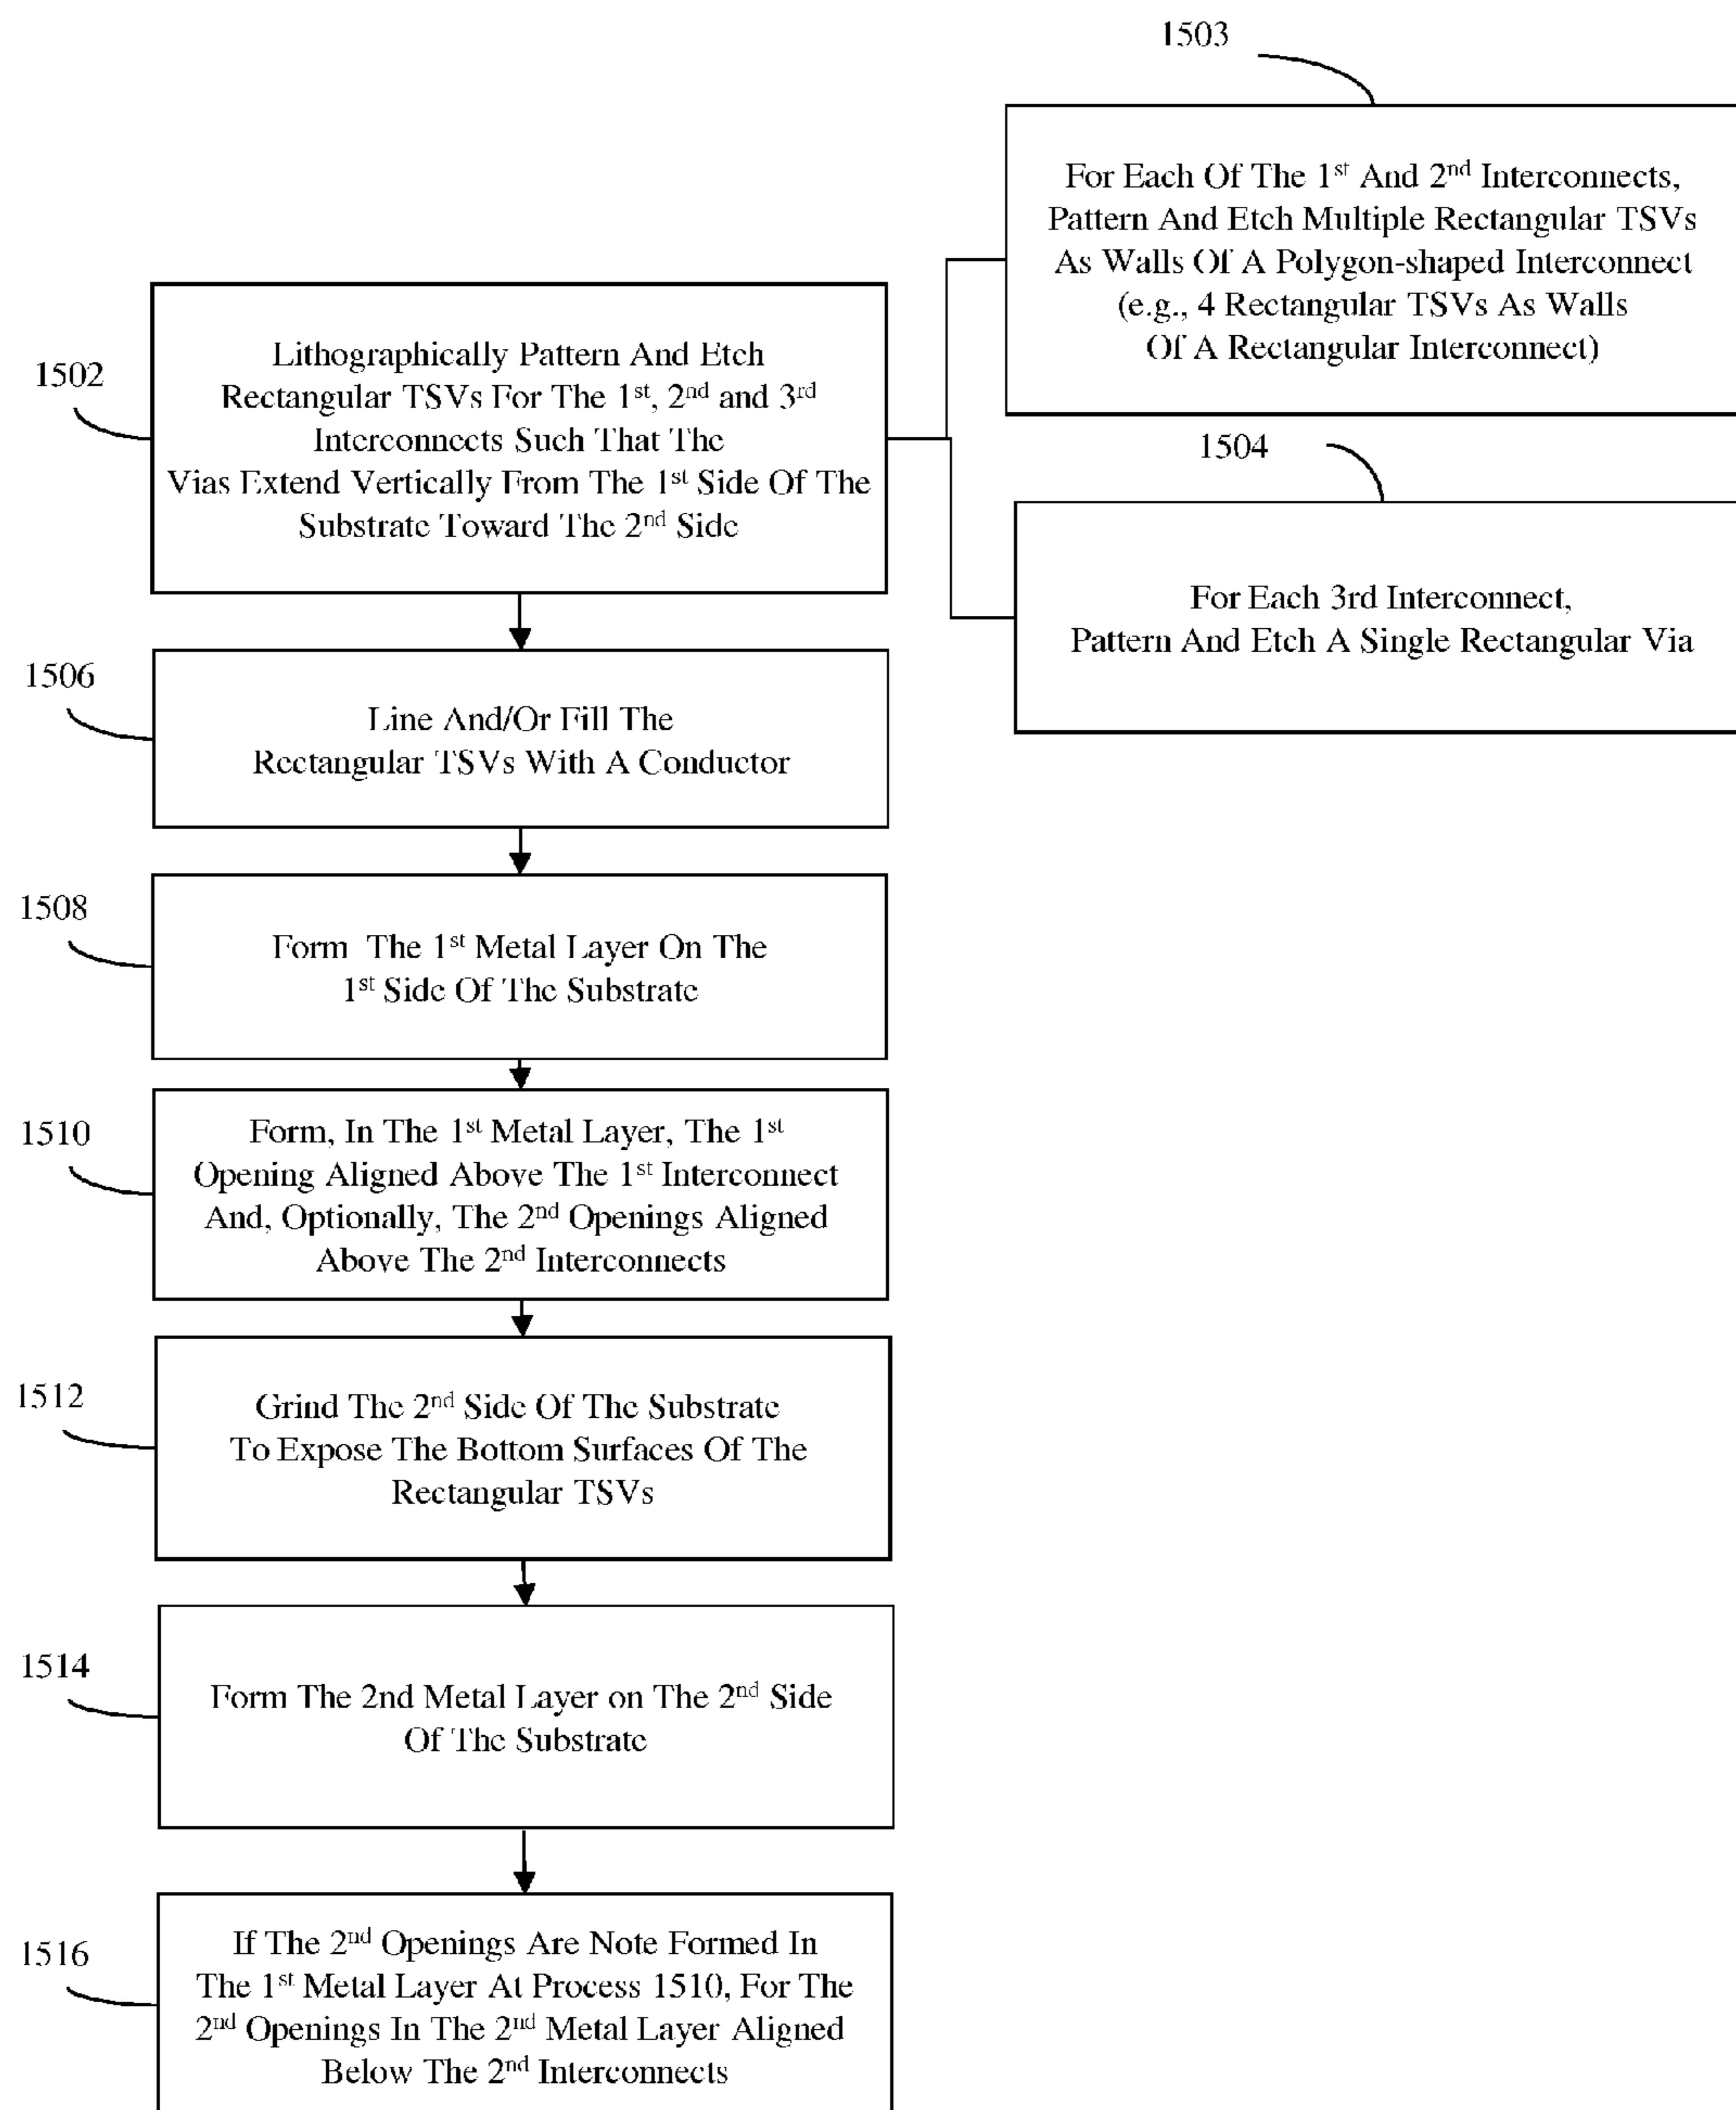 1503
For Each Of The 1st And 2nd Interconnects,
Pattern And Etch Multiple Rectangular TSVs
As Walls Of A Polygon-shaped Interconnect
(e.g., 4 Rectangular TSVs As Walls
Of A Rectangular Interconnect)
1502
Lithographically Pattern And Etch
Rectangular TSVs For The 1st, 2nd and 3rd
Interconnects Such That The
Vias Extend Vertically From The 1st Side Of The
Substrate Toward The 2nd Side
1504
For Each 3rd Interconnect,
Pattern And Etch A Single Rectangular Via
1506
Line And/Or Fill The
Rectangular TSVs With A Conductor
1508
Form The 1st Metal Layer On The
1st Side Of The Substrate
1510
Form, In The 1st Metal Layer, The 1st
Opening Aligned Above The 1st Interconnect
And, Optionally, The 2nd Openings Aligned
Above The 2nd Interconnects
1512
Grind The 2nd Side Of The Substrate
To Expose The Bottom Surfaces Of The
Rectangular TSVs
1514
Form The 2nd Metal Layer on The 2nd Side
Of The Substrate
1516
If The 2nd Openings Are Note Formed In
The 1st Metal Layer At Process 1510, For The
2nd Openings In The 2nd Metal Layer Aligned
Below The 2nd Interconnects